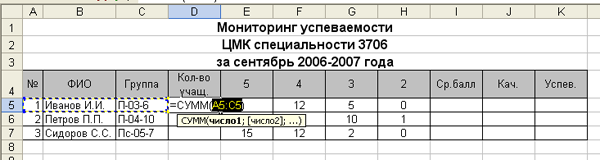 A B C D E F G H I J K
1 Мониторинг успеваемости
2 ЦМК специальности 3706
3 за сентябрь 2006-2007 года
4 № ФИО Группа Кол-во учащ. 5 4 3 2 Ср.балл Кач. Успев.
5 1 Иванов И.И. П-03-6 =СУММ(A5:C5) 12 5 0
6 2 Петров П.П. П-04-10 10 1
СУММ(число1; [число2]; ...)
7 3 Сидоров С.С. Пс-05-7 15 12 2 0